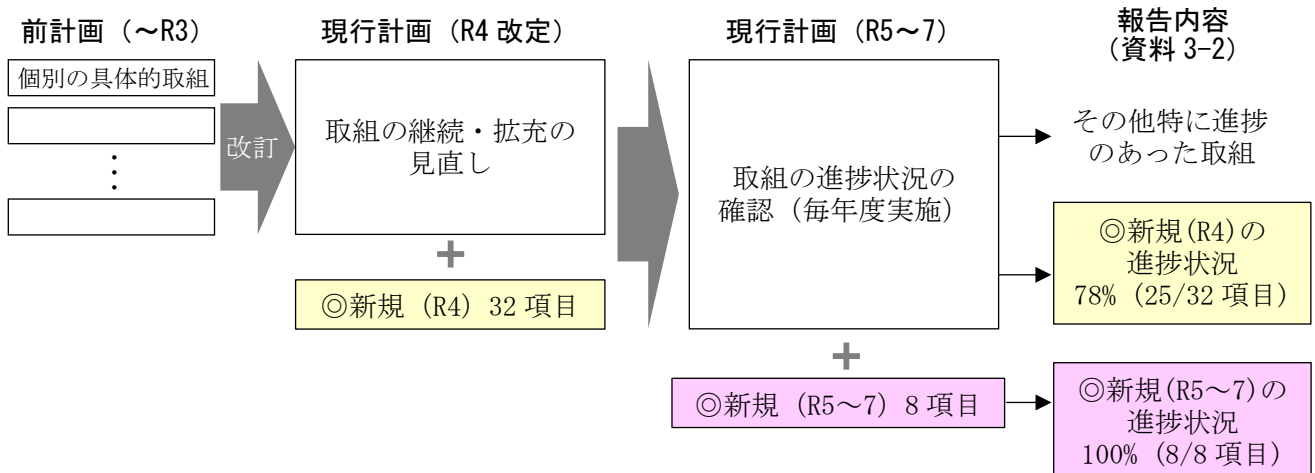 前計画（～R3）
個別の具体的取組
⋮
改訂
現行計画（R4 改定）
取組の継続・拡充の
見直し
+
◎新規（R4）32 項目
現行計画（R5～7）
取組の進捗状況の
確認（毎年度実施）
+
◎新規（R5～7）8 項目
報告内容
（資料 3-2）
その他特に進捗
のあった取組
◎新規(R4)の
進捗状況
78%（25/32 項目）
◎新規(R5～7)の
進捗状況
100%（8/8 項目）